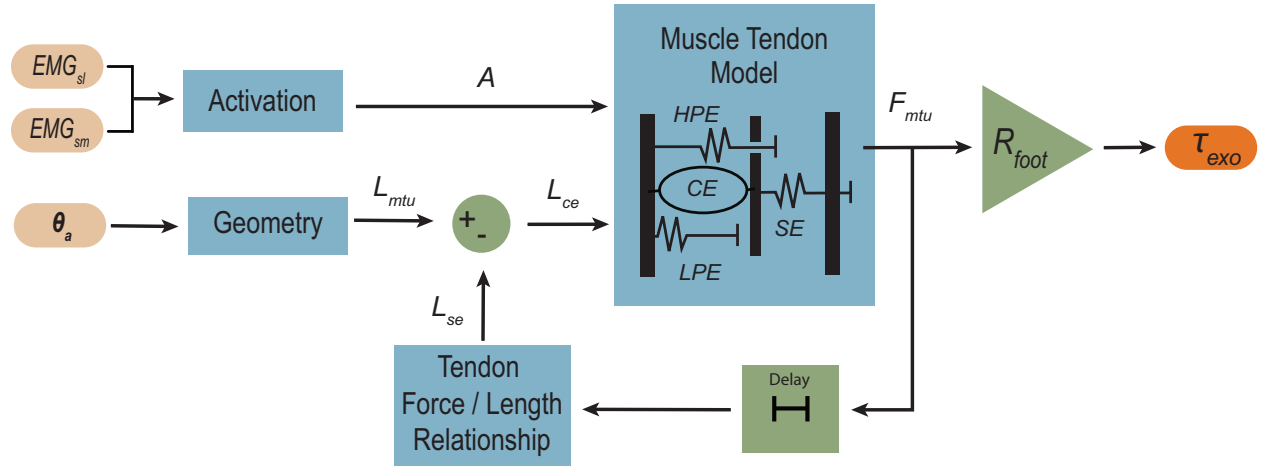 EMG_sl
EMG_sm
Activation
A
Muscle Tendon
Model
HPE
CE
SE
LPE
F_mtu
R_foot
τ_exo
θ_a
Geometry
L_mtu
+
-
L_ce
L_se
Tendon
Force / Length
Relationship
Delay